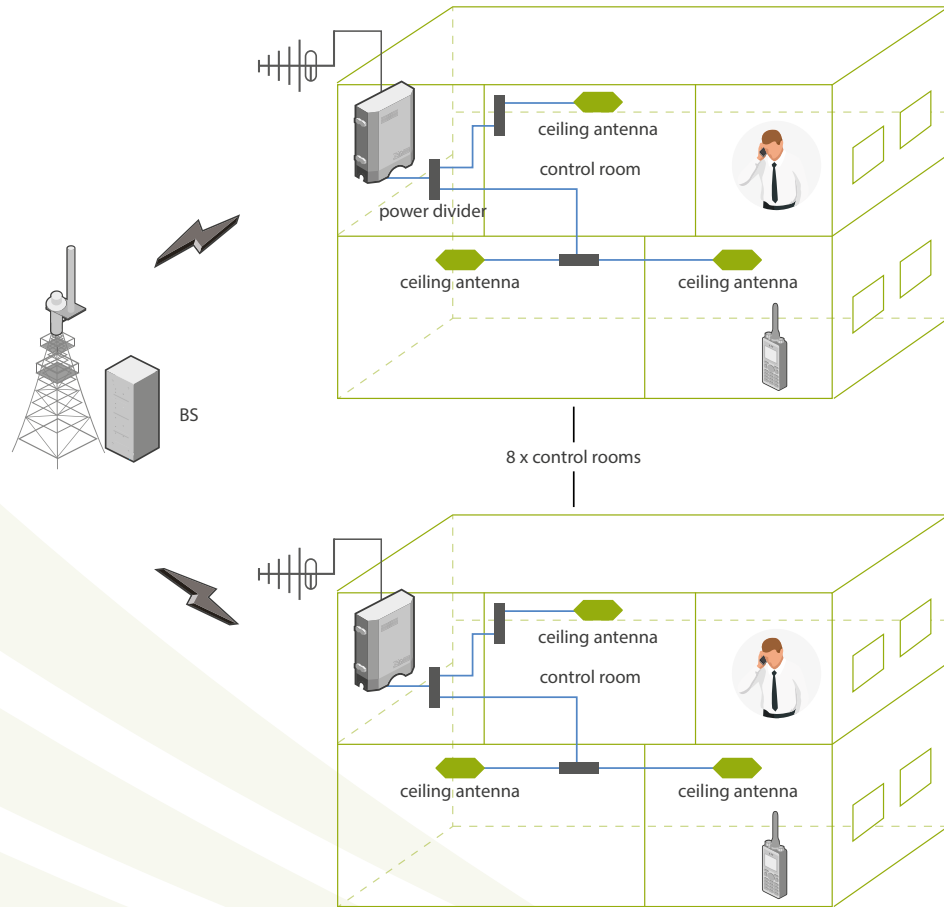 ceiling antenna
control room
power divider
ceiling antenna
ceiling antenna
BS
8 x control rooms
ceiling antenna
control room
ceiling antenna
ceiling antenna